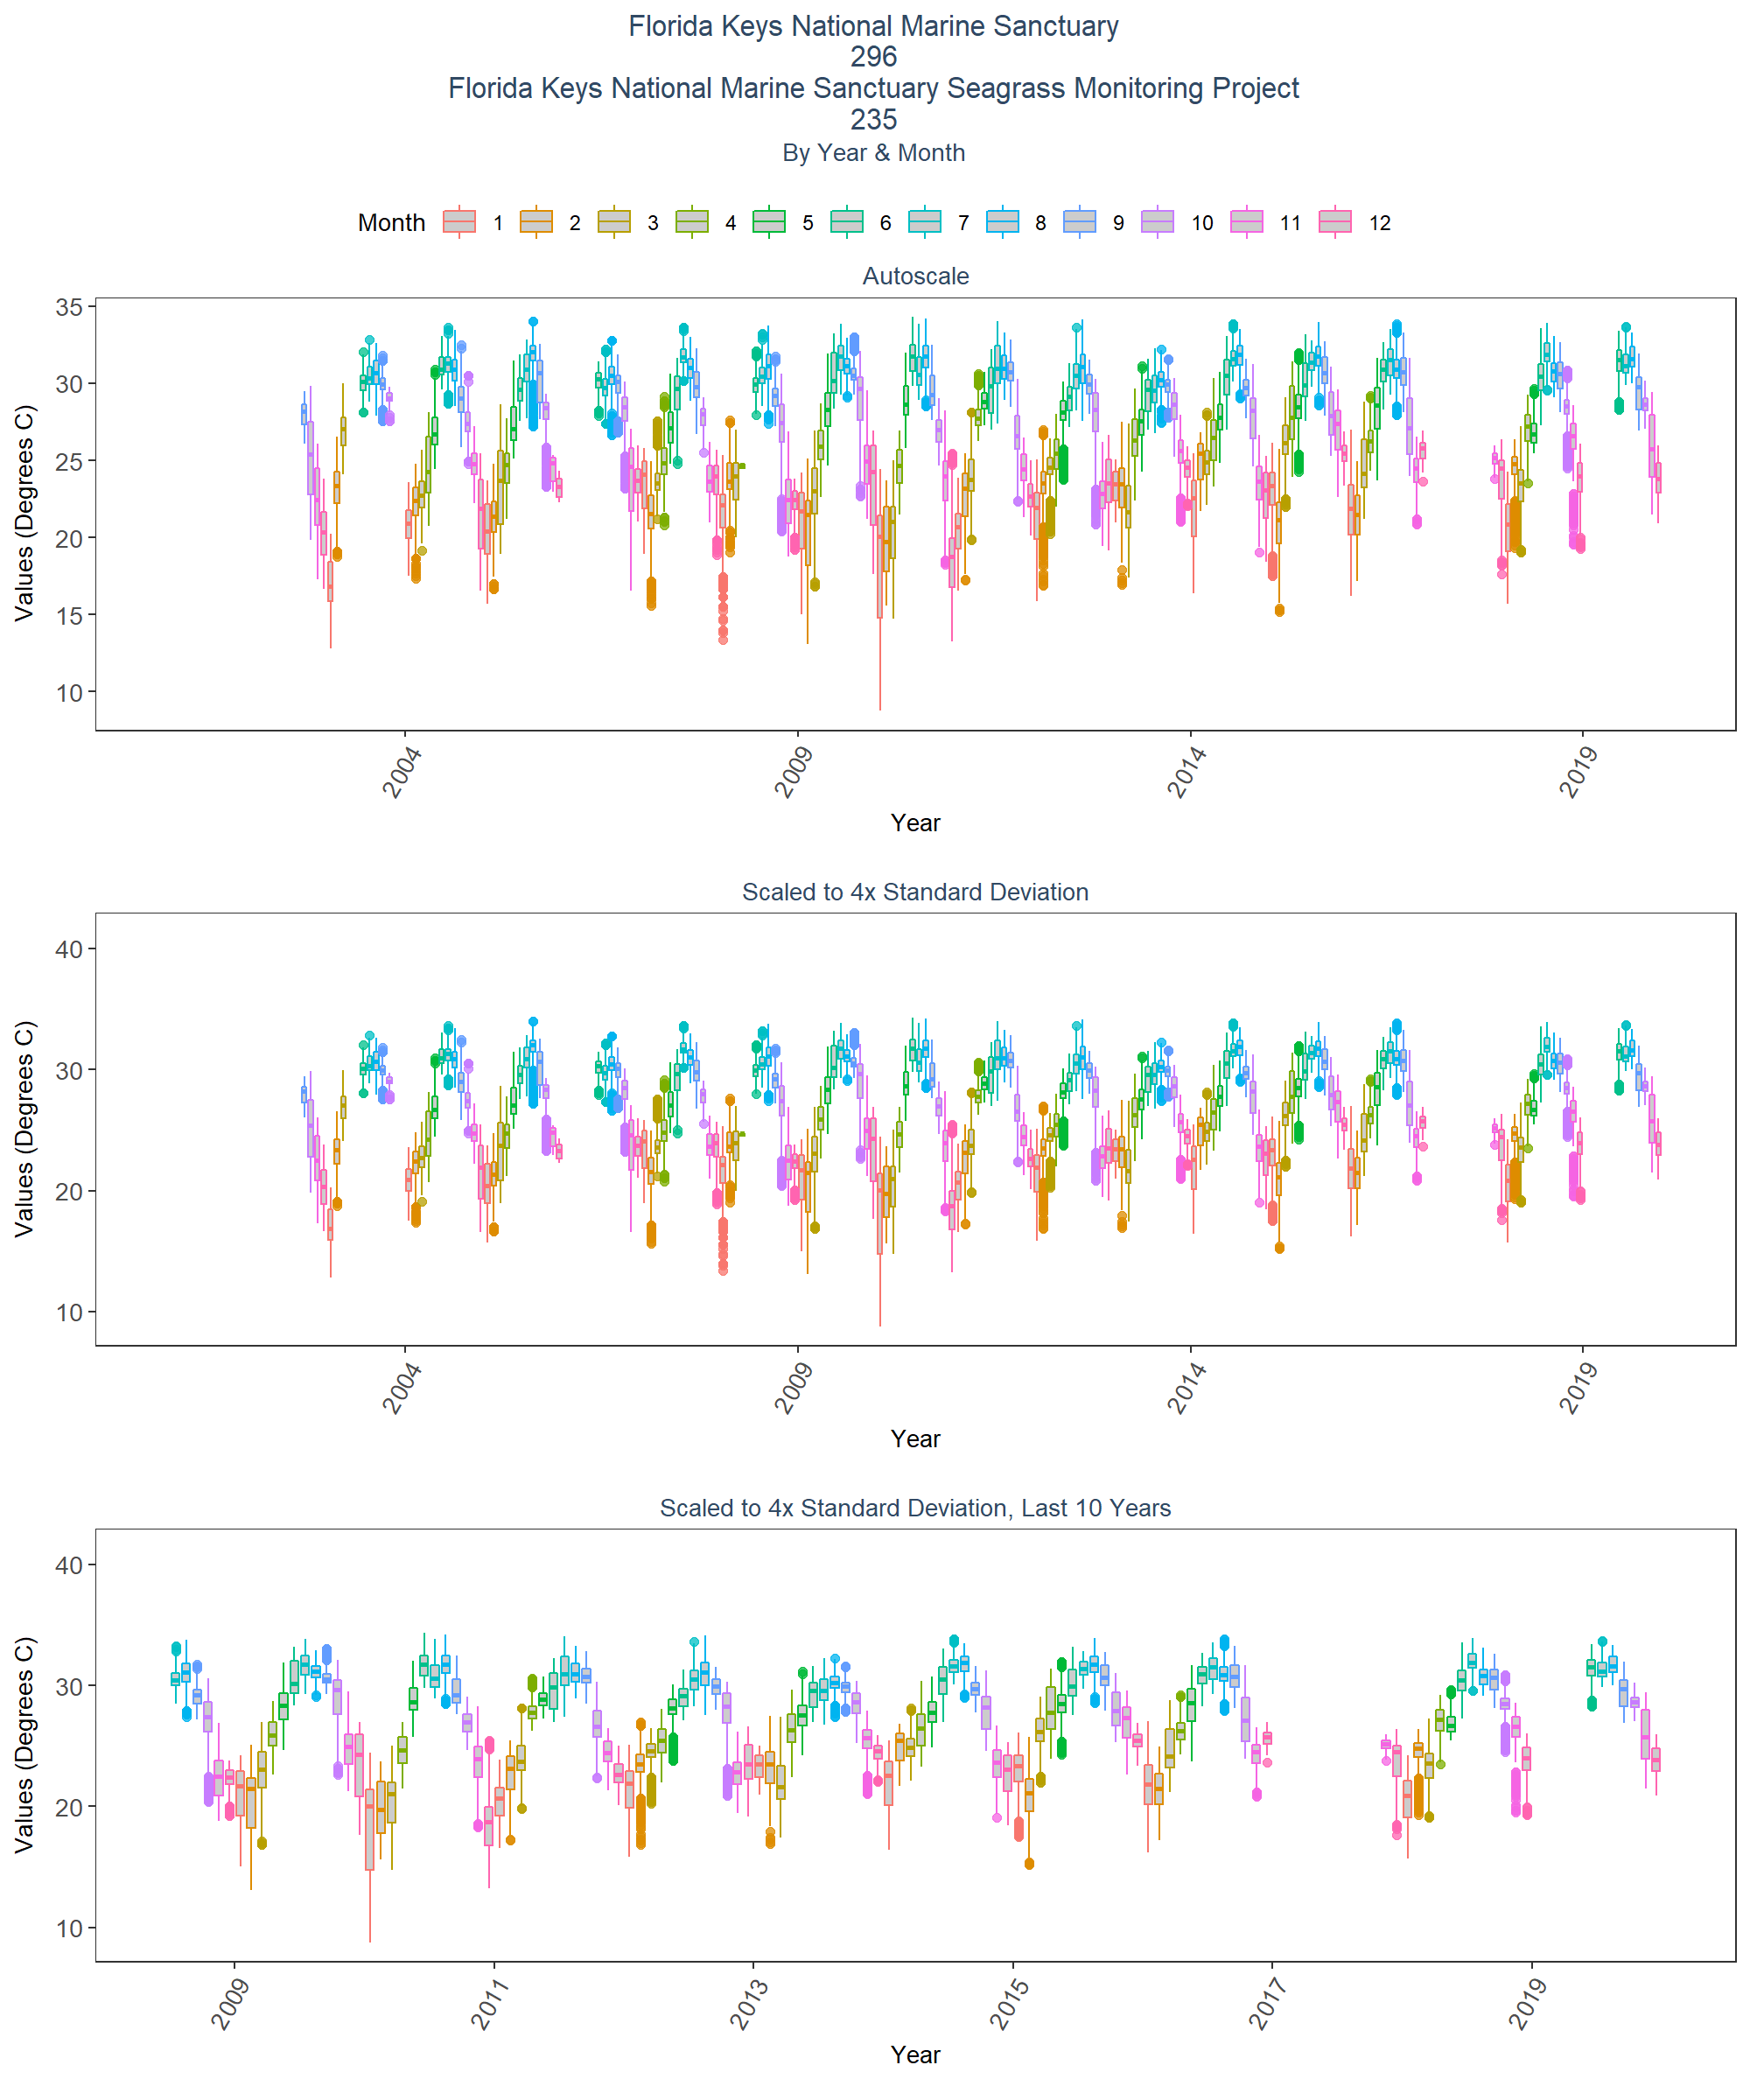 Florida Keys National Marine Sanctuary
296
Florida Keys National Marine Sanctuary Seagrass Monitoring Project
235
By Year & Month
Month 1 2 3 4 5 6 7 8 9 10 11 12
Autoscale
Values (Degrees C)
35
30
25
20
15
10
2004 2009 2014 2019
Year
Scaled to 4x Standard Deviation
Values (Degrees C)
40
30
20
10
2004 2009 2014 2019
Year
Scaled to 4x Standard Deviation, Last 10 Years
Values (Degrees C)
40
30
20
10
2009 2011 2013 2015 2017 2019
Year